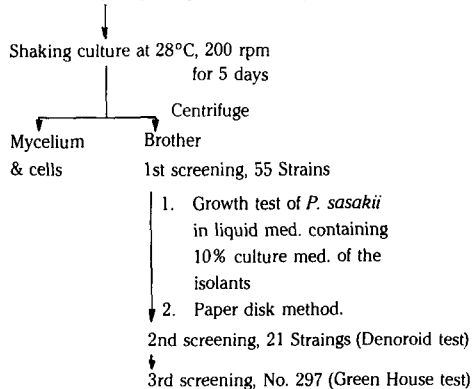 Shaking culture at 28°C, 200 rpm
for 5 days
Centrifuge
Mycelium
& cells
Brother
1st screening, 55 Strains
1. Growth test of P. sasakii
in liquid med. containing
10% culture med. of the
isolants
2. Paper disk method.
2nd screening, 21 Straings (Denoroid test)
3rd screening, No. 297 (Green House test)